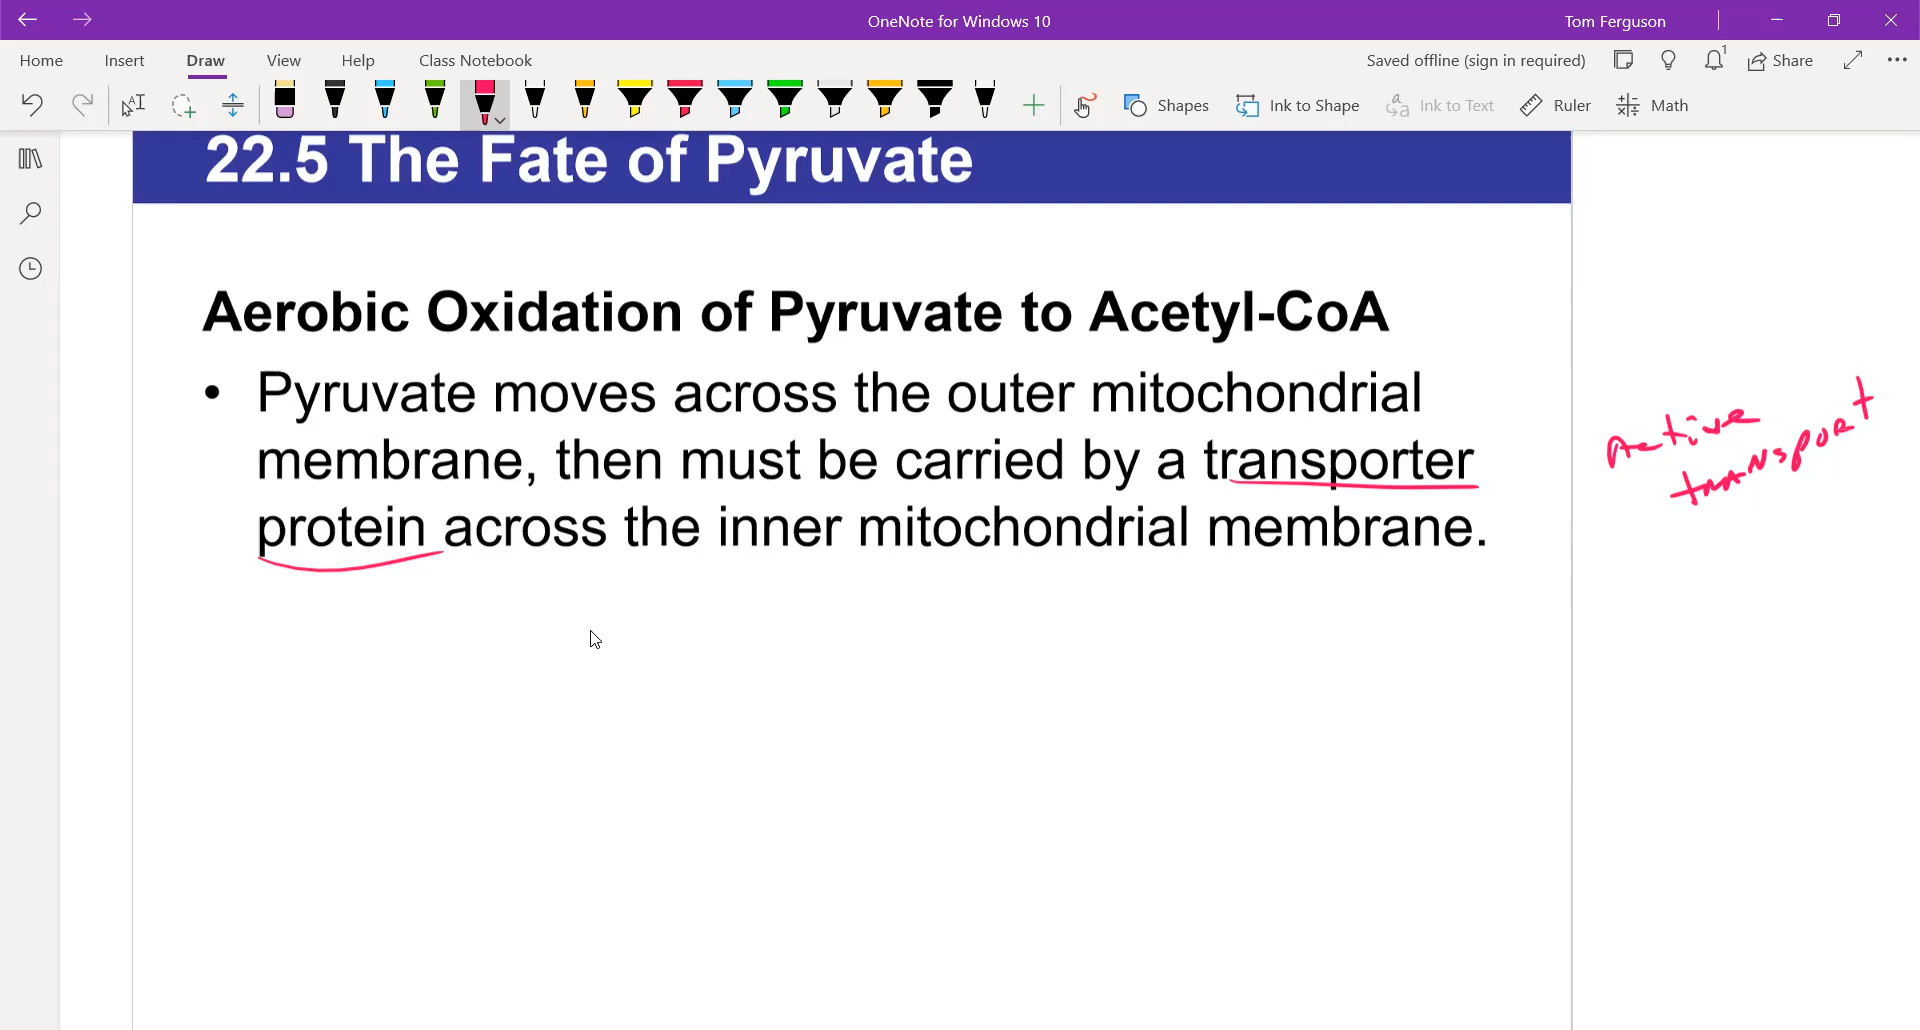 OneNote for Windows 10
Tom Ferguson
Home Insert Draw View Help Class Notebook
Saved offline (sign in required) 1 Share
AI Shapes Ink to Shape Ink to Text Ruler Math
22.5 The Fate of Pyruvate
Aerobic Oxidation of Pyruvate to Acetyl-CoA
• Pyruvate moves across the outer mitochondrial
membrane, then must be carried by a transporter
protein across the inner mitochondrial membrane.
Active
transport